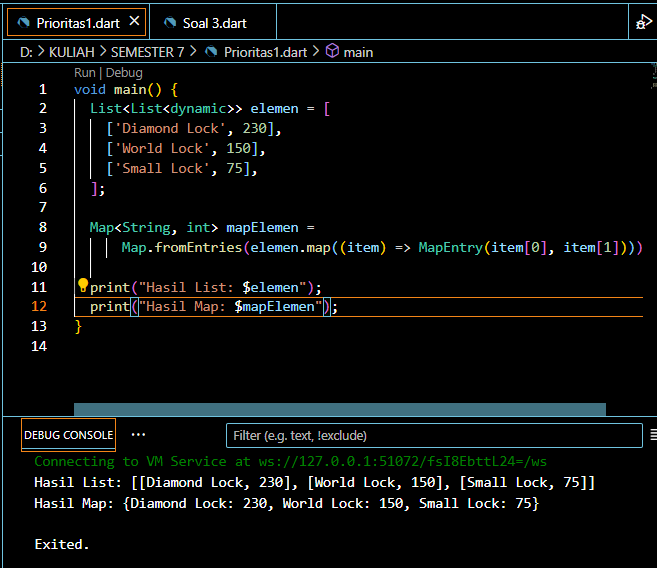 Prioritas1.dart
Soal 3.dart
D: > KULIAH > SEMESTER 7 > Prioritas1.dart > main
Run | Debug
1 void main() {
2 List<List<dynamic>> elemen = [
3 ['Diamond Lock', 230],
4 ['World Lock', 150],
5 ['Small Lock', 75],
6 ];
7
8 Map<String, int> mapElemen =
9 Map.fromEntries(elemen.map((item) => MapEntry(item[0], item[1])))
10
11 print("Hasil List: $elemen");
12 print("Hasil Map: $mapElemen");
13 }
14
DEBUG CONSOLE ...
Filter (e.g. text, !exclude)
Connecting to VM Service at ws://127.0.0.1:51072/fsI8EbttL24=/ws
Hasil List: [[Diamond Lock, 230], [World Lock, 150], [Small Lock, 75]]
Hasil Map: {Diamond Lock: 230, World Lock: 150, Small Lock: 75}
Exited.